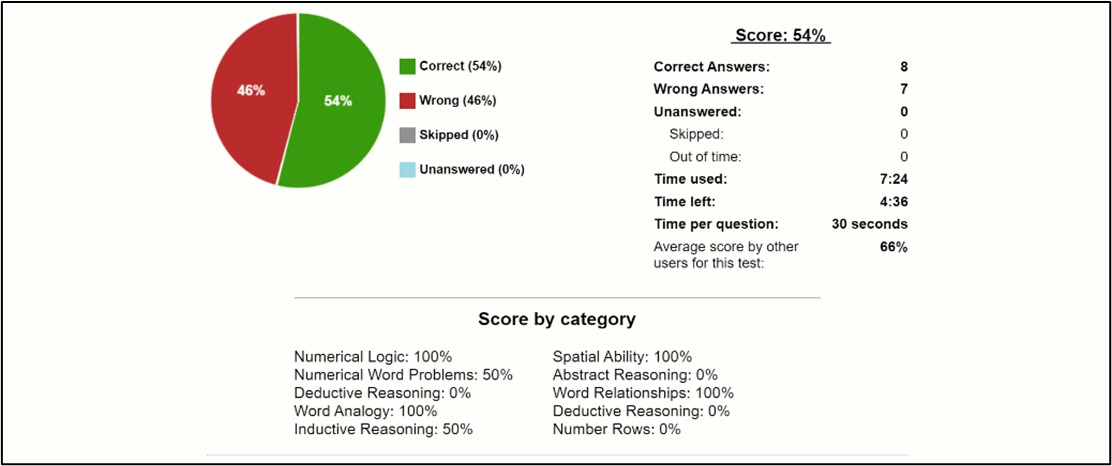 46%
54%
Correct (54%)
Wrong (46%)
Skipped (0%)
Unanswered (0%)
Score: 54%
Correct Answers: 8
Wrong Answers: 7
Unanswered: 0
Skipped: 0
Out of time: 0
Time used: 7:24
Time left: 4:36
Time per question: 30 seconds
Average score by other 66%
users for this test:
Score by category
Numerical Logic: 100%
Numerical Word Problems: 50%
Deductive Reasoning: 0%
Word Analogy: 100%
Inductive Reasoning: 50%
Spatial Ability: 100%
Abstract Reasoning: 0%
Word Relationships: 100%
Deductive Reasoning: 0%
Number Rows: 0%